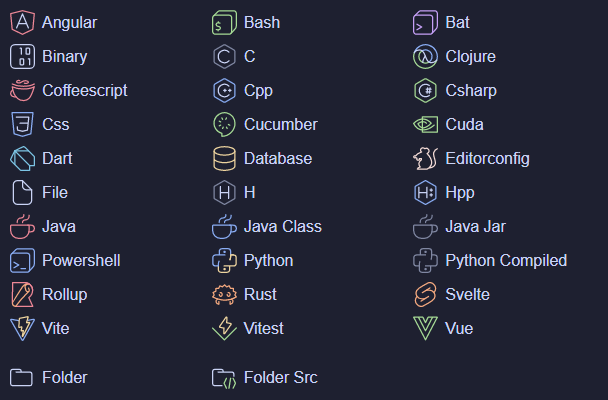 Angular Bash Bat
Binary C Clojure
Coffeescript Cpp Csharp
Css Cucumber Cuda
Dart Database Editorconfig
File H Hpp
Java Java Class Java Jar
Powershell Python Python Compiled
Rollup Rust Svelte
Vite Vitest Vue
Folder Folder Src